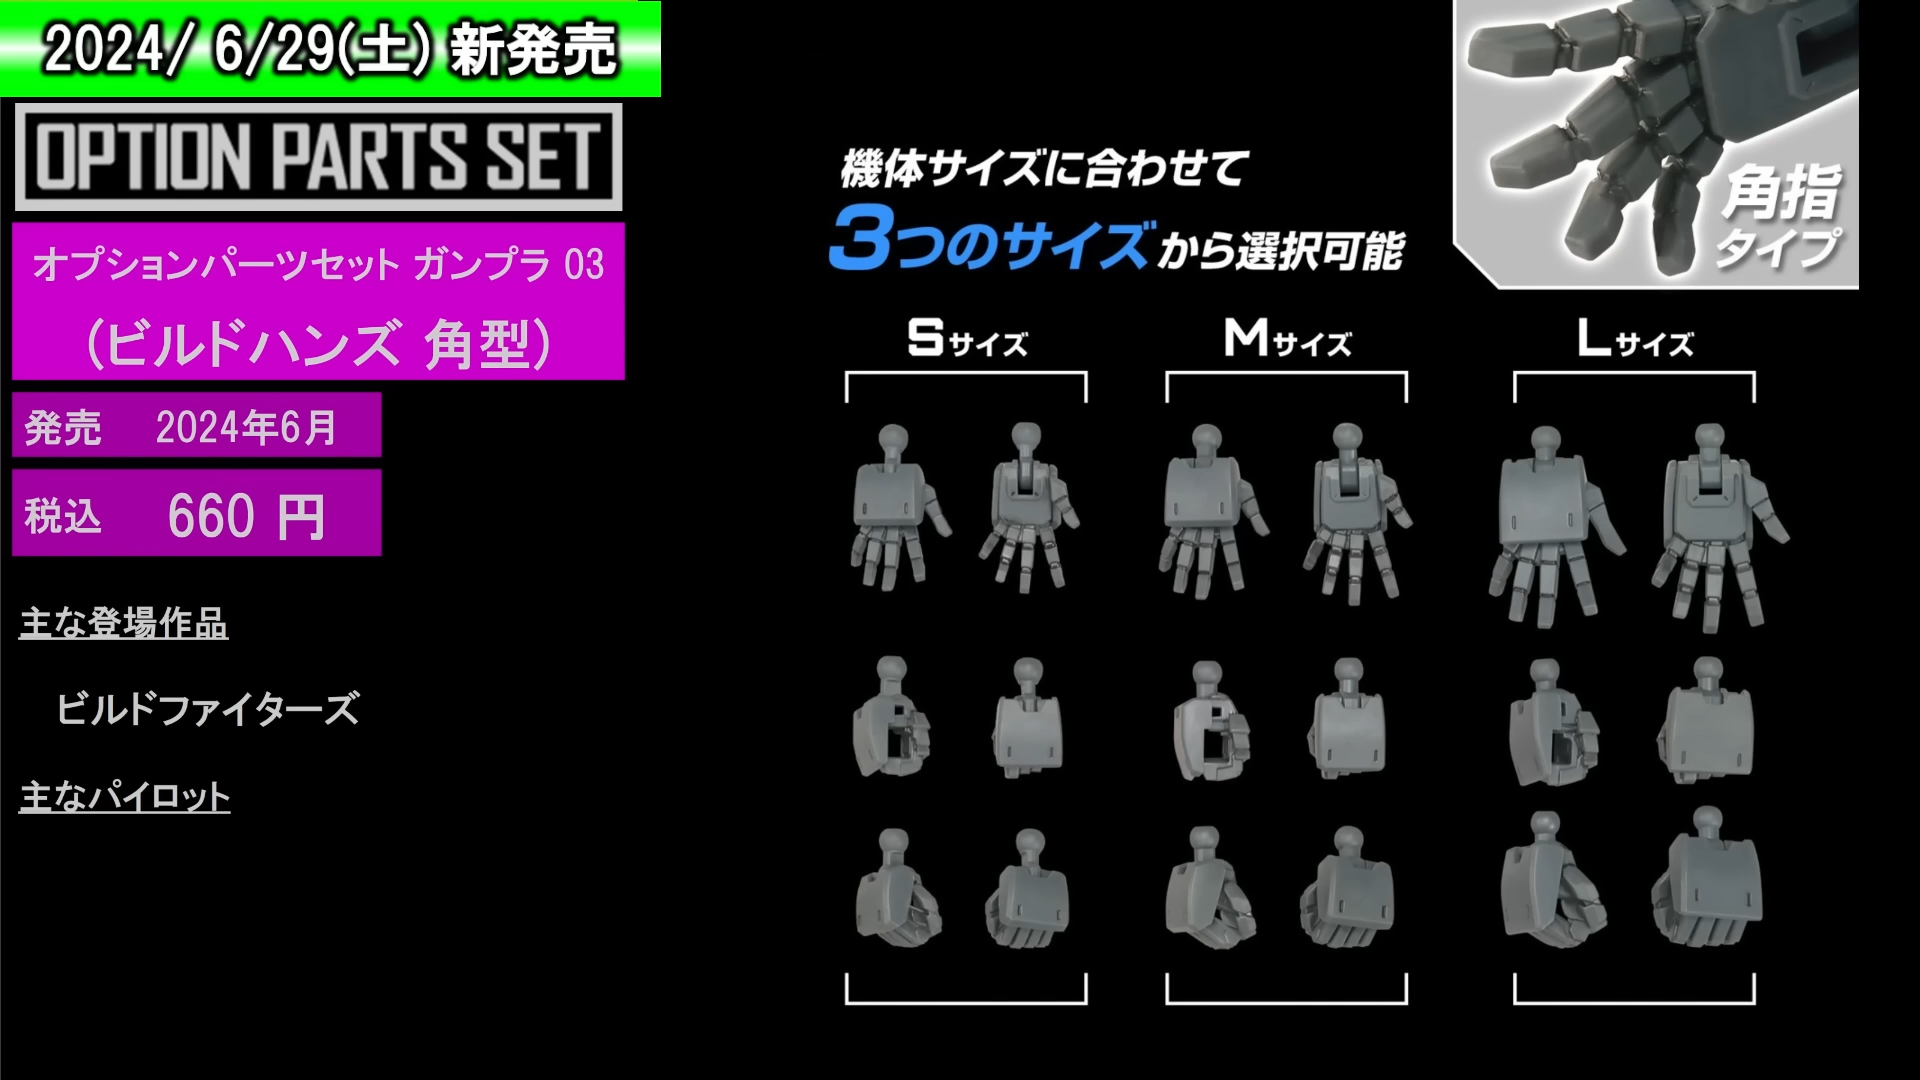 2024/ 6/29(土) 新発売
OPTION PARTS SET
オプションパーツセット ガンプラ 03
(ビルドハンズ 角型)
発売 2024年6月
税込 660 円
主な登場作品
ビルドファイターズ
主なパイロット
機体サイズに合わせて
3つのサイズから選択可能
角指
タイプ
Sサイズ
Mサイズ
Lサイズ